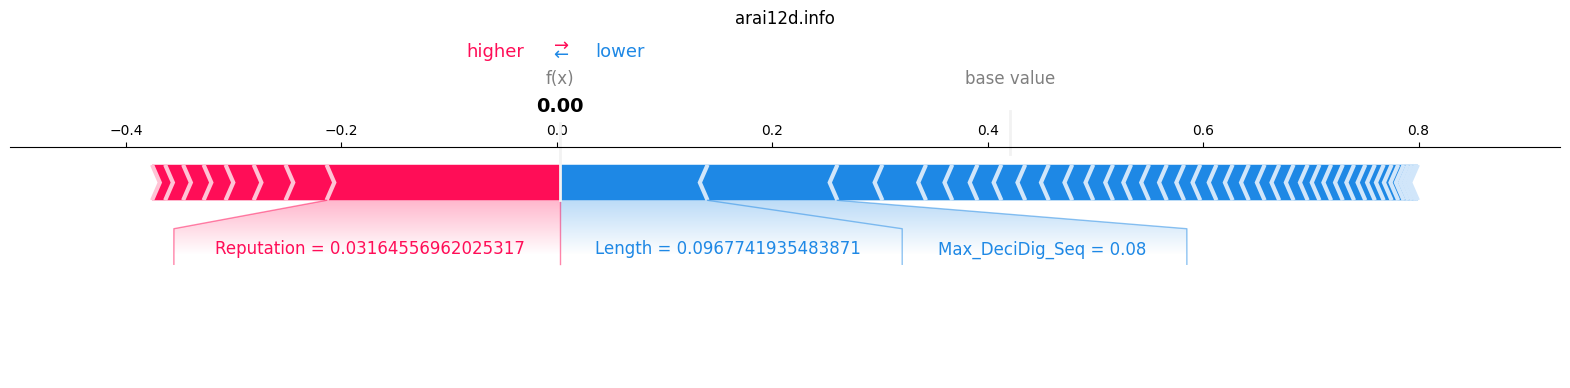 arai12d.info
higher ⇄ lower
f(x) base value
0.00
−0.4 −0.2 0.0 0.2 0.4 0.6 0.8
Reputation = 0.03164556962025317 Length = 0.0967741935483871 Max_DeciDig_Seq = 0.08